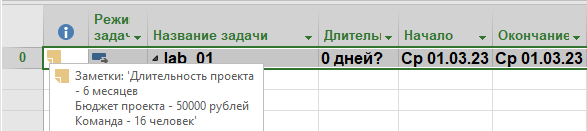 Режи задач
Название задачи
Длителы
Начало
Окончание
0
lab_01
0 дней?
Ср 01.03.23
Ср 01.03.23
Заметки: 'Длительность проекта
- 6 месяцев
Бюджет проекта - 50000 рублей
Команда - 16 человек'